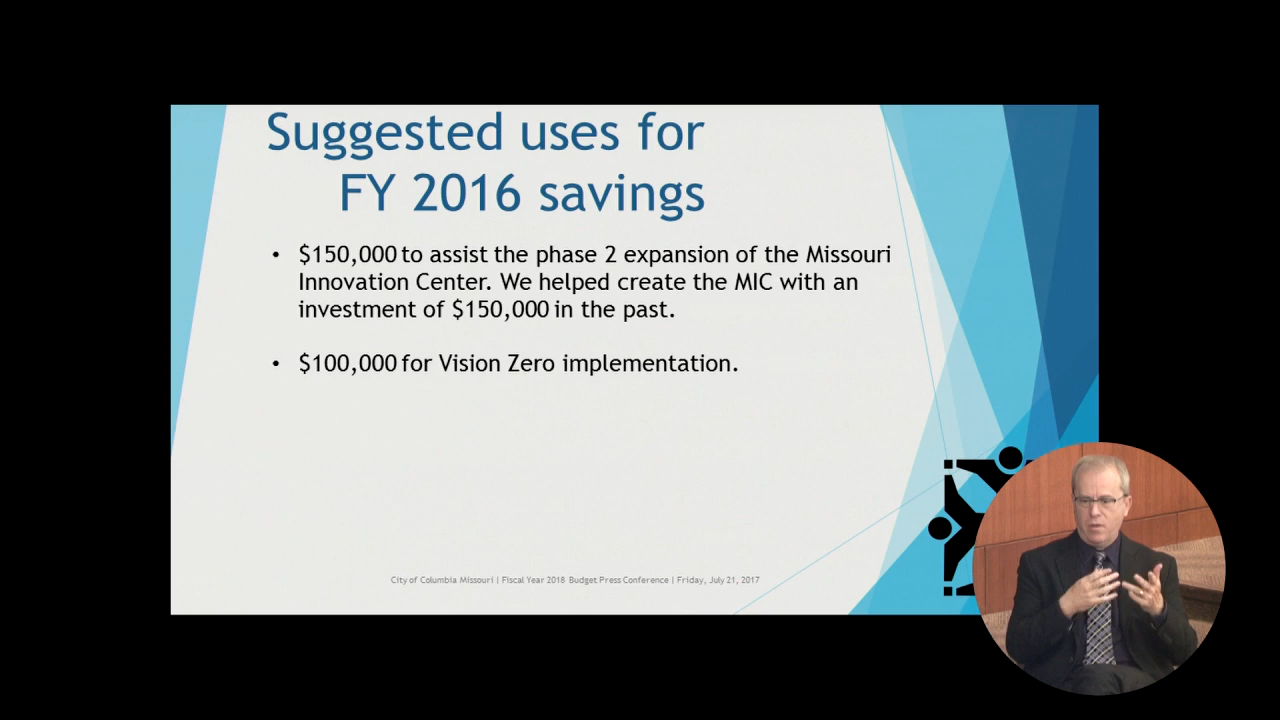 Suggested uses for
FY 2016 savings
• $150,000 to assist the phase 2 expansion of the Missouri
Innovation Center. We helped create the MIC with an
investment of $150,000 in the past.
• $100,000 for Vision Zero implementation.
City of Columbia Missouri | Fiscal Year 2018 Budget Press Conference | Friday, July 21, 2017